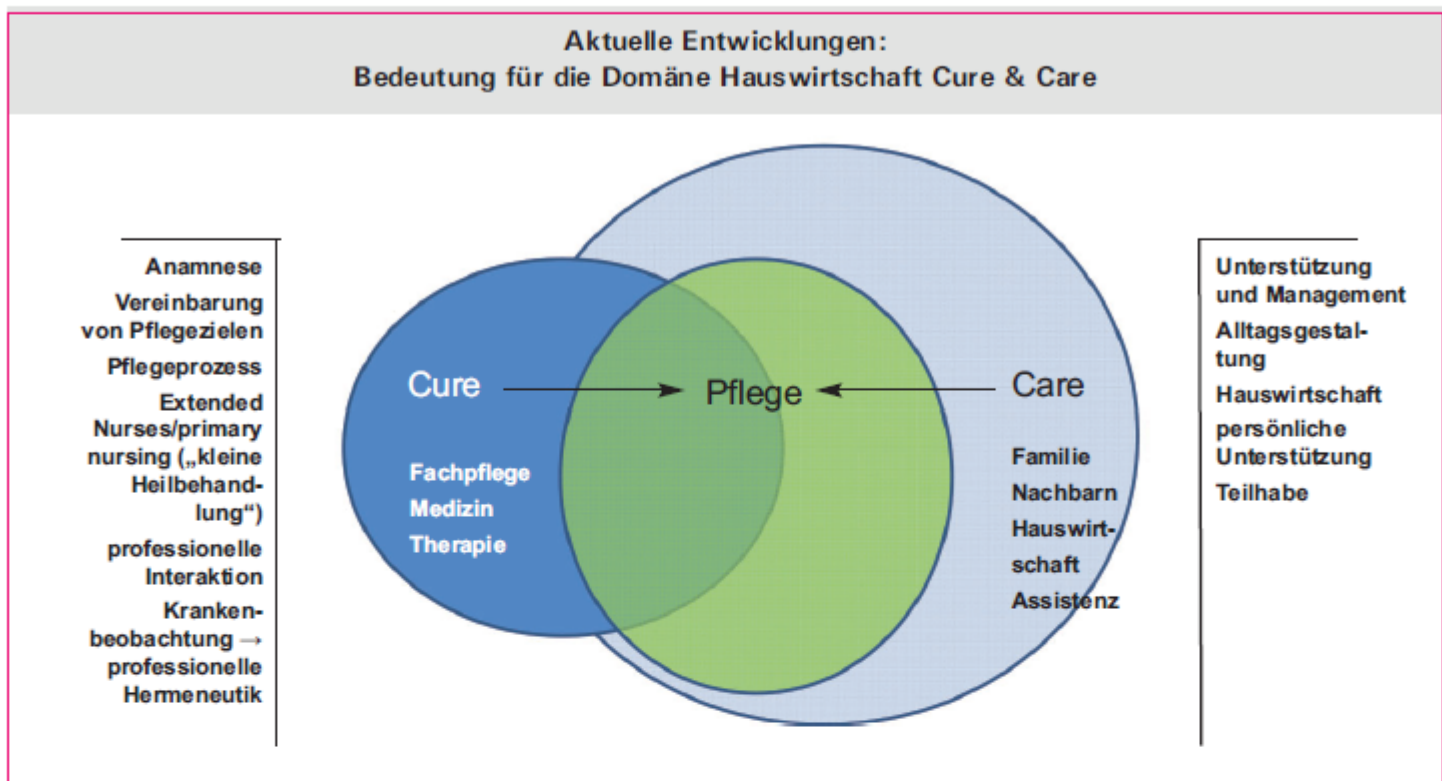 Aktuelle Entwicklungen:
Bedeutung für die Domäne Hauswirtschaft Cure & Care
Anamnese
Vereinbarung
von Pflegezielen
Pflegeprozess
Extended
Nurses/primary
nursing („kleine
Heilbehand-
lung“)
professionelle
Interaktion
Kranken-
beobachtung →
professionelle
Hermeneutik
Cure
Fachpflege
Medizin
Therapie
Pflege
Care
Familie
Nachbarn
Hauswirt-
schaft
Assistenz
Unterstützung
und Management
Alltagsgestal-
tung
Hauswirtschaft
persönliche
Unterstützung
Teilhabe